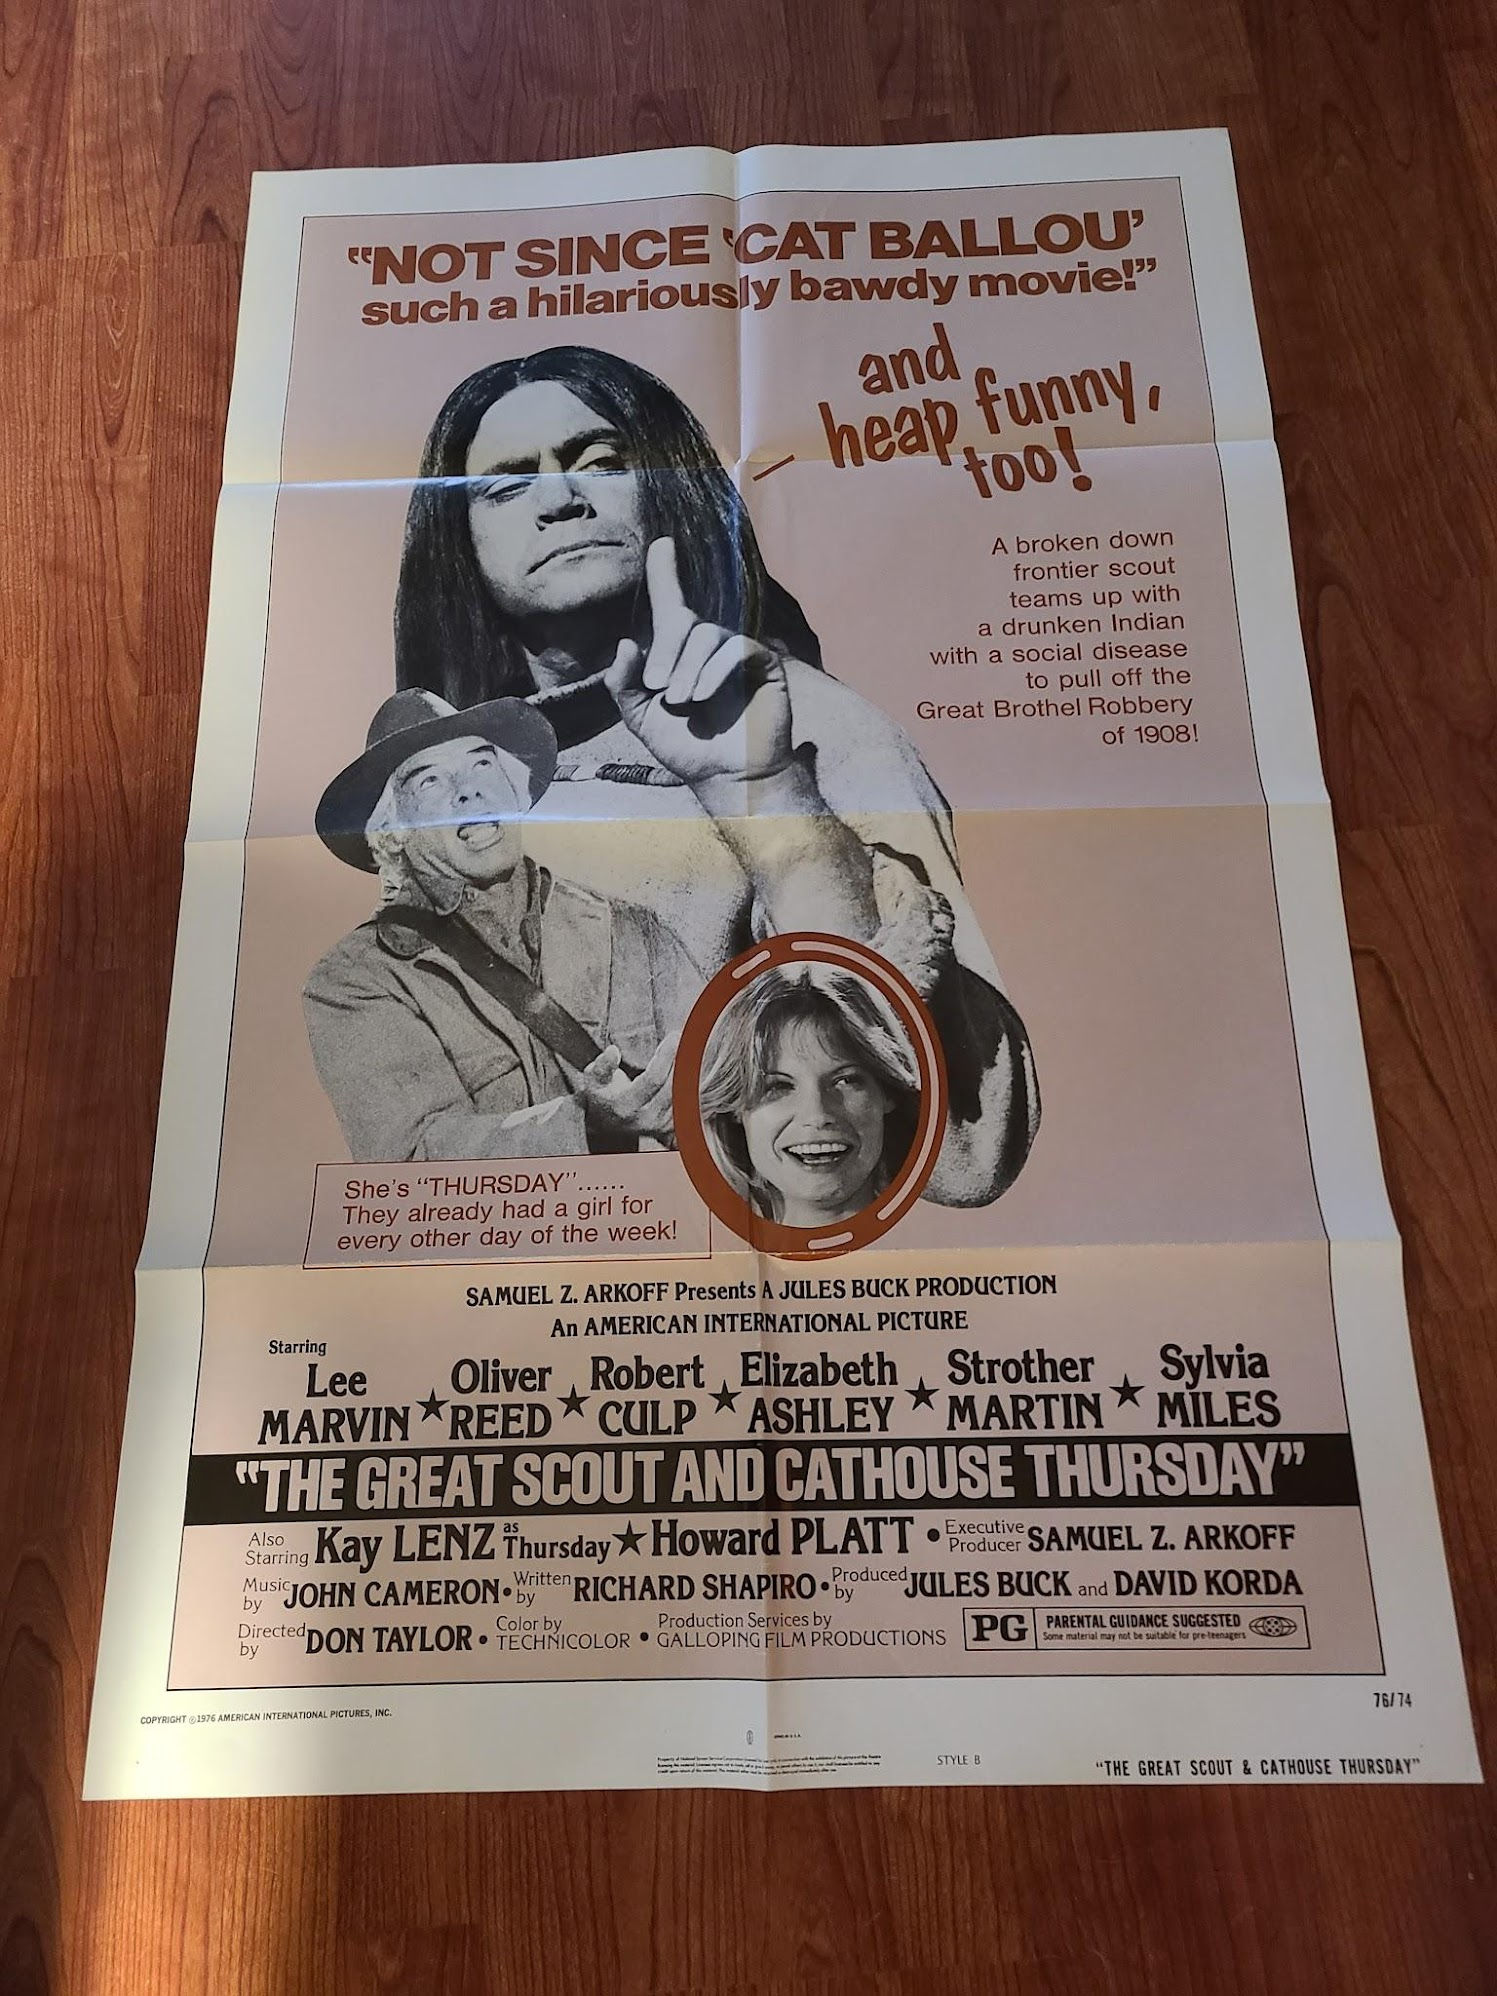 "NOT SINCE 'CAT BALLOU'
such a hilariously bawdy movie!"
and
heap funny,
too!
A broken down
frontier scout
teams up with
a drunken Indian
with a social disease
to pull off the
Great Brothel Robbery
of 1908!
She's "THURSDAY"......
They already had a girl for
every other day of the week!
SAMUEL Z. ARKOFF Presents A JULES BUCK PRODUCTION
An AMERICAN INTERNATIONAL PICTURE
Starring
Lee MARVIN ★ Oliver REED ★ Robert CULP ★ Elizabeth ASHLEY ★ Strother MARTIN ★ Sylvia MILES
"THE GREAT SCOUT AND CATHOUSE THURSDAY"
Also Starring Kay LENZ as Thursday ★ Howard PLATT • Executive Producer SAMUEL Z. ARKOFF
Music by JOHN CAMERON • Written by RICHARD SHAPIRO • Produced by JULES BUCK and DAVID KORDA
Directed by DON TAYLOR • Color by TECHNICOLOR • Production Services by GALLOPING FILM PRODUCTIONS
PG PARENTAL GUIDANCE SUGGESTED
Some material may not be suitable for pre-teenagers
COPYRIGHT © 1976 AMERICAN INTERNATIONAL PICTURES, INC.
76/74
STYLE B
"THE GREAT SCOUT & CATHOUSE THURSDAY"